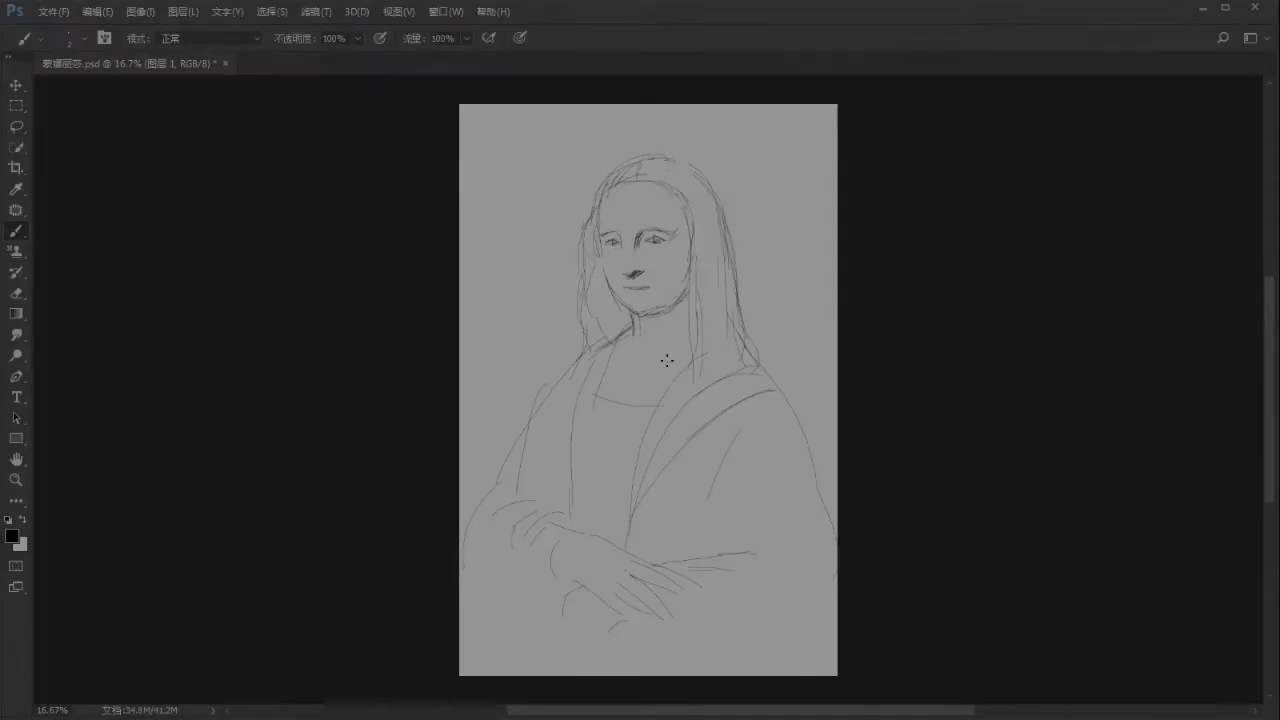 Ps 文件(F) 编辑(E) 图像(I) 图层(L) 文字(Y) 选择(S) 滤镜(T) 3D(D) 视图(V) 窗口(W) 帮助(H)
2 模式: 正常 不透明度: 100% 流量: 100%
蒙娜丽莎.psd @ 16.7% (图层 1, RGB/8) * ×
T
16.67% 文档:34.8M/41.2M